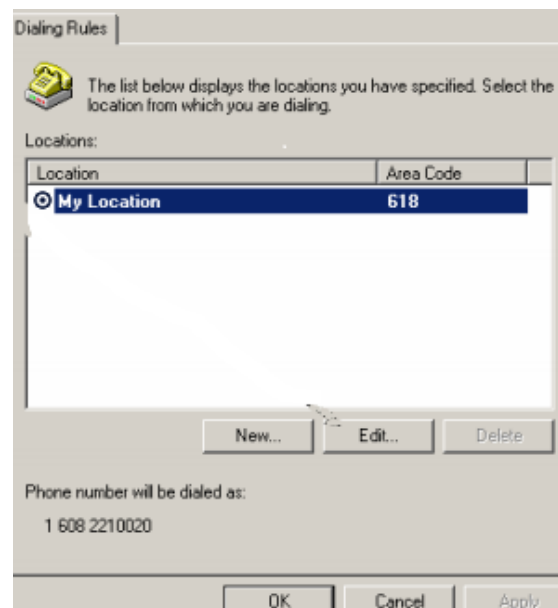 Dialing Rules
The list below displays the locations you have specified. Select the
location from which you are dialing.
Locations:
Location Area Code
My Location 618
New... Edit... Delete
Phone number will be dialed as:
1 608 2210020
OK Cancel Apply